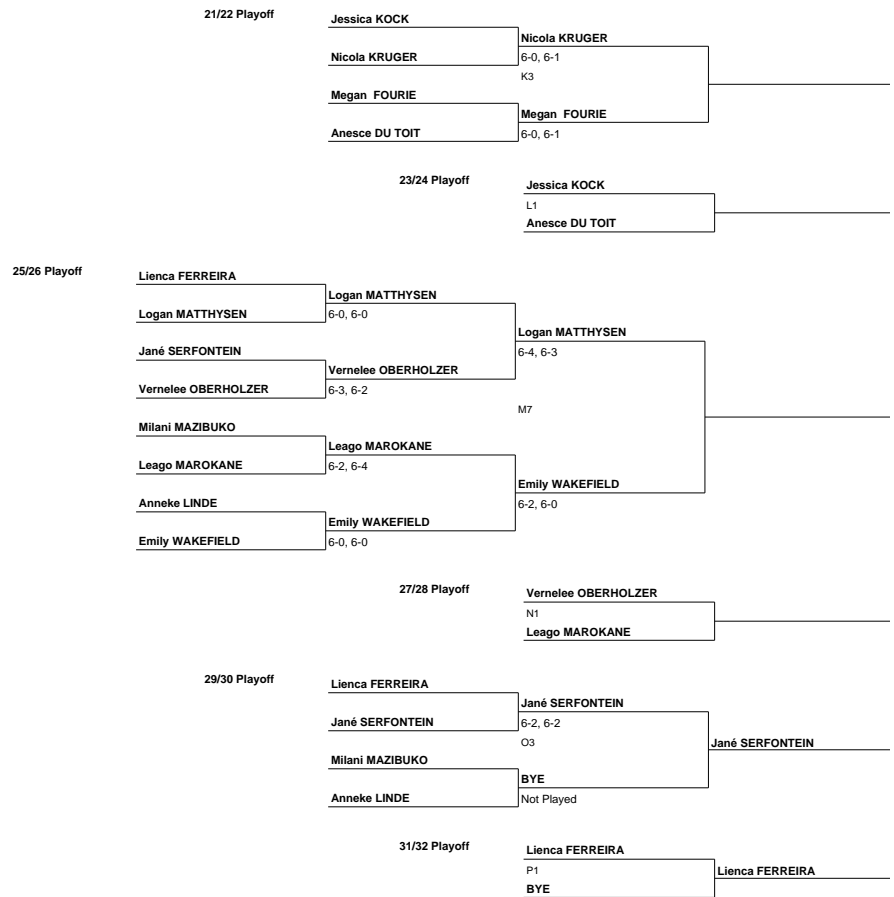 21/22 Playoff
Jessica KOCK
Nicola KRUGER
Nicola KRUGER
6-0, 6-1
K3
Megan  FOURIE
Megan  FOURIE
Anesce DU TOIT
6-0, 6-1
23/24 Playoff
Jessica KOCK
L1
Anesce DU TOIT
25/26 Playoff
Lienca FERREIRA
Logan MATTHYSEN
Logan MATTHYSEN
6-0, 6-0
Logan MATTHYSEN
6-4, 6-3
Jané SERFONTEIN
Vernelee OBERHOLZER
Vernelee OBERHOLZER
6-3, 6-2
M7
Milani MAZIBUKO
Leago MAROKANE
Leago MAROKANE
6-2, 6-4
Emily WAKEFIELD
6-2, 6-0
Anneke LINDE
Emily WAKEFIELD
Emily WAKEFIELD
6-0, 6-0
27/28 Playoff
Vernelee OBERHOLZER
N1
Leago MAROKANE
29/30 Playoff
Lienca FERREIRA
Jané SERFONTEIN
Jané SERFONTEIN
6-2, 6-2
O3
Jané SERFONTEIN
Milani MAZIBUKO
BYE
Anneke LINDE
Not Played
31/32 Playoff
Lienca FERREIRA
P1
Lienca FERREIRA
BYE